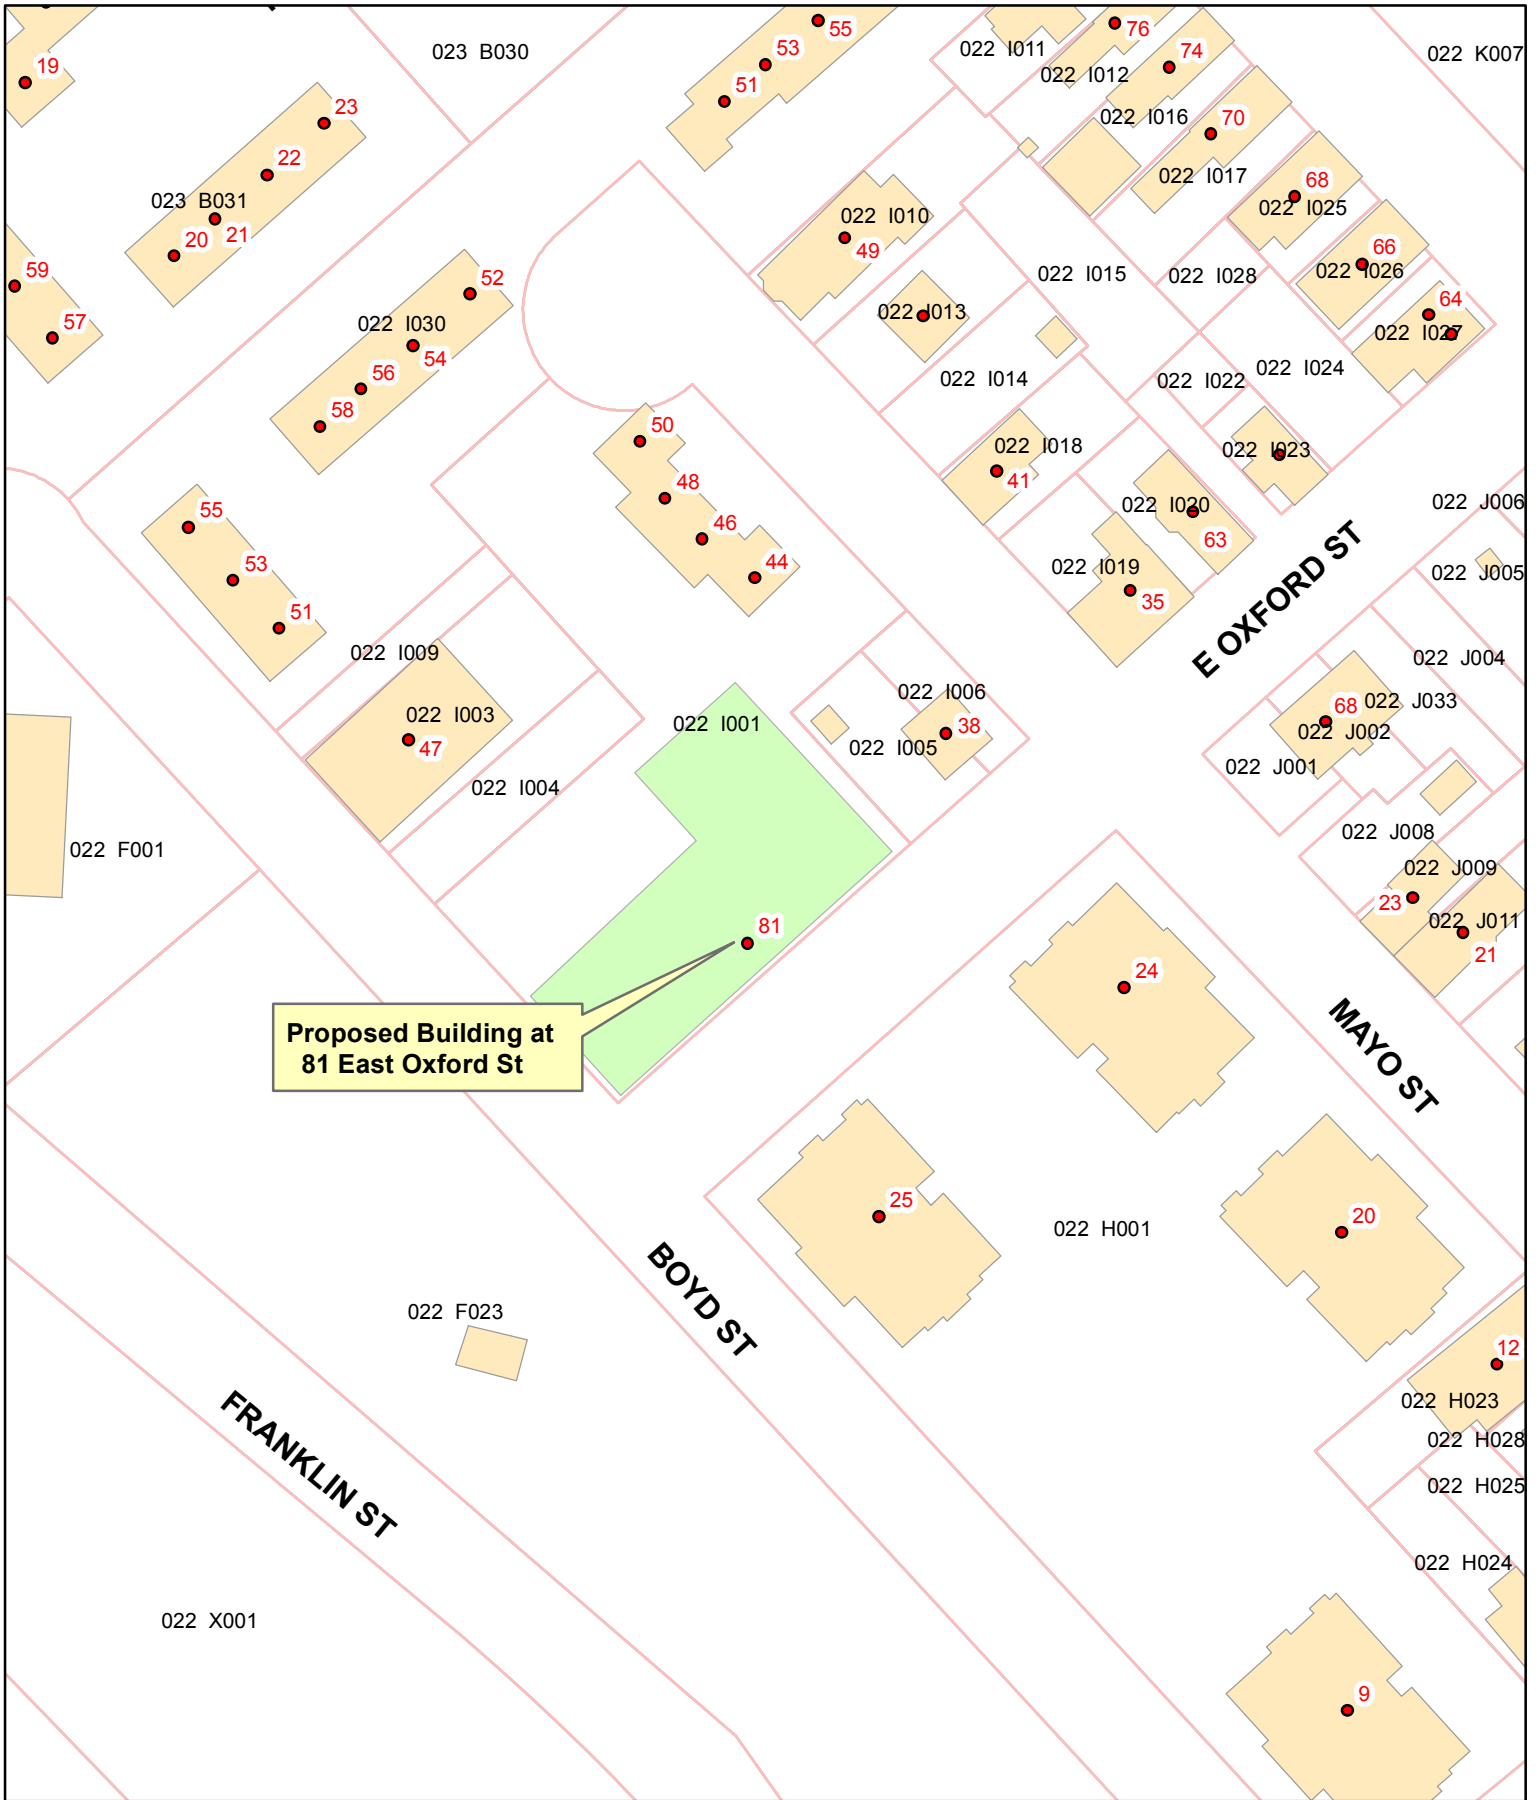 55
76
19
53
023 B030
022 I011
022 K007
74
022 I012
51
23
022 I016
70
22
022 I017
68
023 B031
022 I025
20
21
022 I010
49
66
022 I026
59
52
022 I015
022 I028
64
57
022 I030
022 I013
022 I027
54
56
022 I014
022 I022
022 I024
58
50
022 I018
41
022 I023
48
022 I020
022 J006
55
46
63
E OXFORD ST
53
44
022 I019
35
022 J005
51
022 I009
022 J004
022 I006
022 J033
022 I003
47
022 I001
68
38
022 I005
022 J002
022 J001
022 I004
022 F001
022 J008
022 J009
23
81
022 J011
21
24
Proposed Building at
81 East Oxford St
MAYO ST
25
022 H001
20
BOYD ST
022 F023
12
022 H023
FRANKLIN ST
022 H028
022 H025
022 H024
022 X001
9